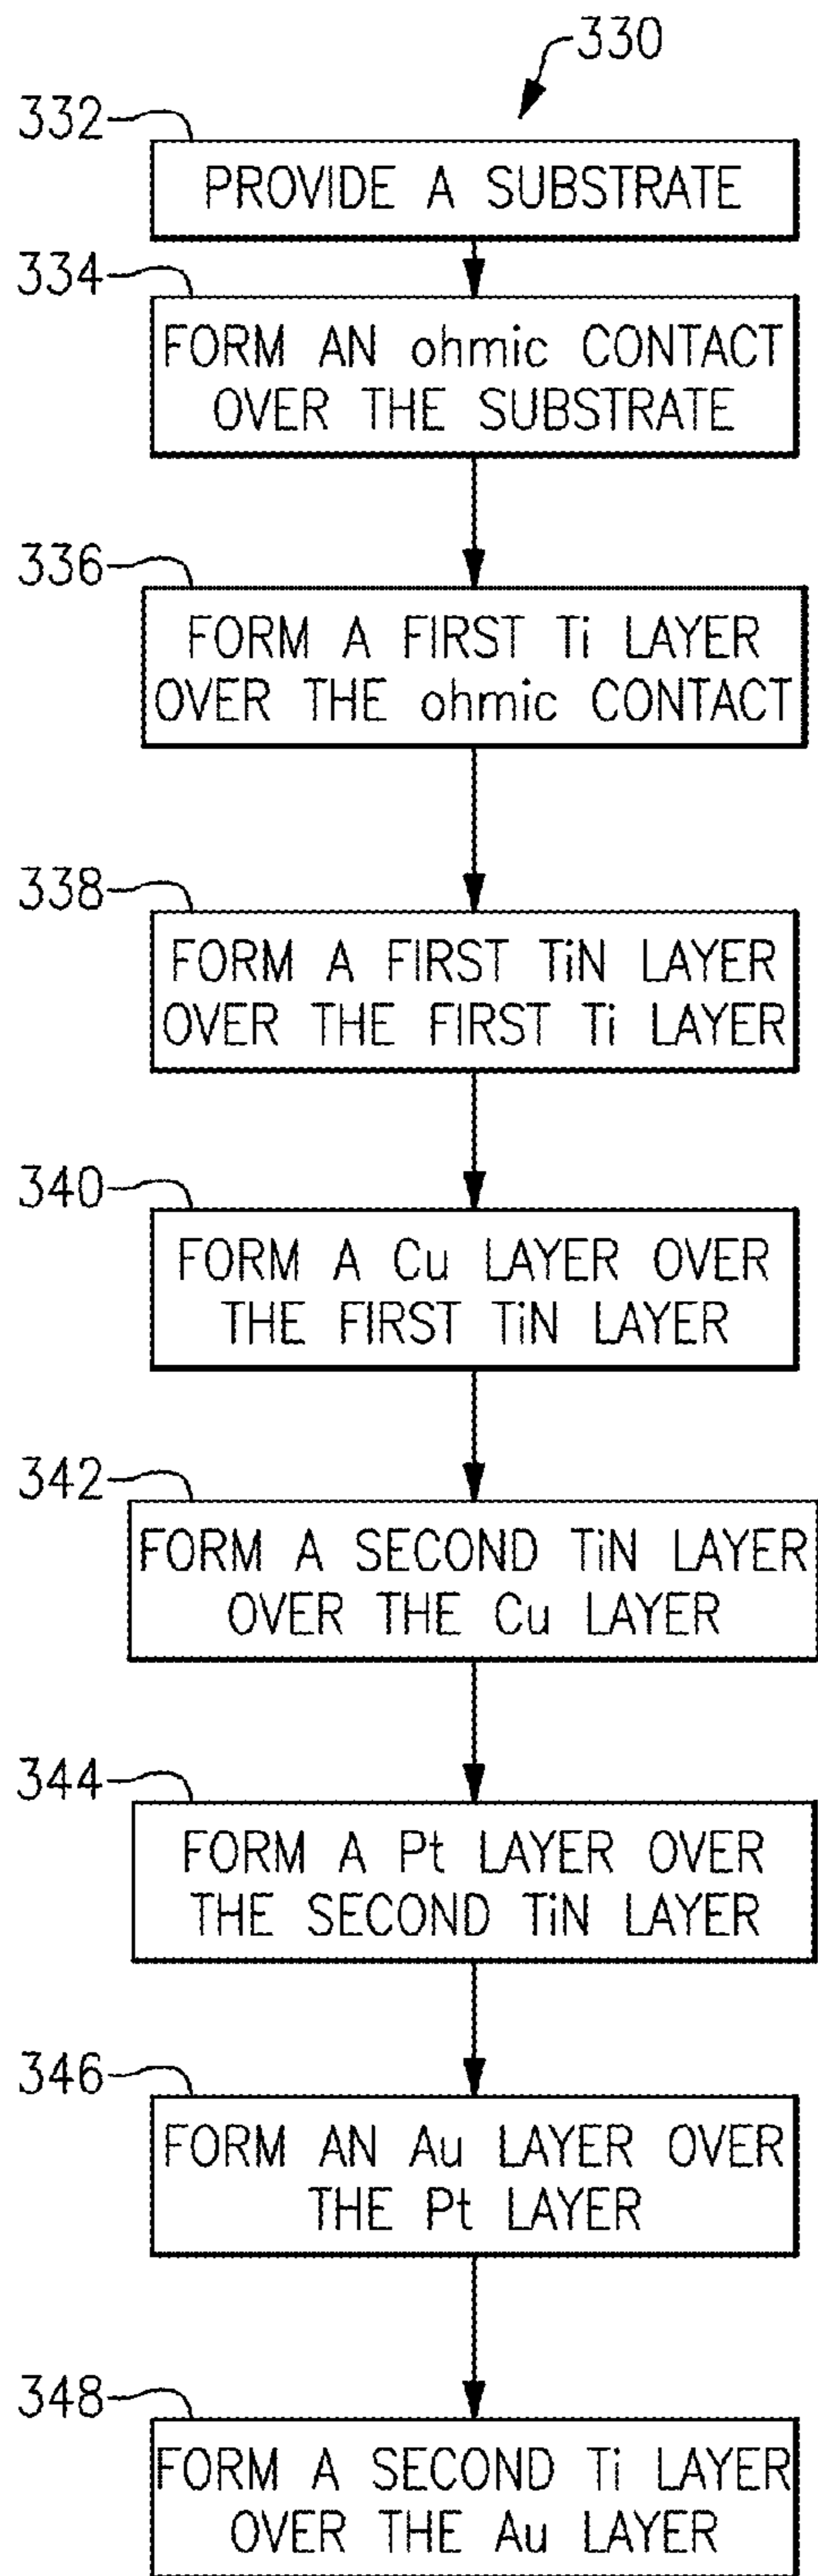 330
332
PROVIDE A SUBSTRATE
334
FORM AN ohmic CONTACT
OVER THE SUBSTRATE
336
FORM A FIRST Ti LAYER
OVER THE ohmic CONTACT
338
FORM A FIRST TiN LAYER
OVER THE FIRST Ti LAYER
340
FORM A Cu LAYER OVER
THE FIRST TiN LAYER
342
FORM A SECOND TiN LAYER
OVER THE Cu LAYER
344
FORM A Pt LAYER OVER
THE SECOND TiN LAYER
346
FORM AN Au LAYER OVER
THE Pt LAYER
348
FORM A SECOND Ti LAYER
OVER THE Au LAYER